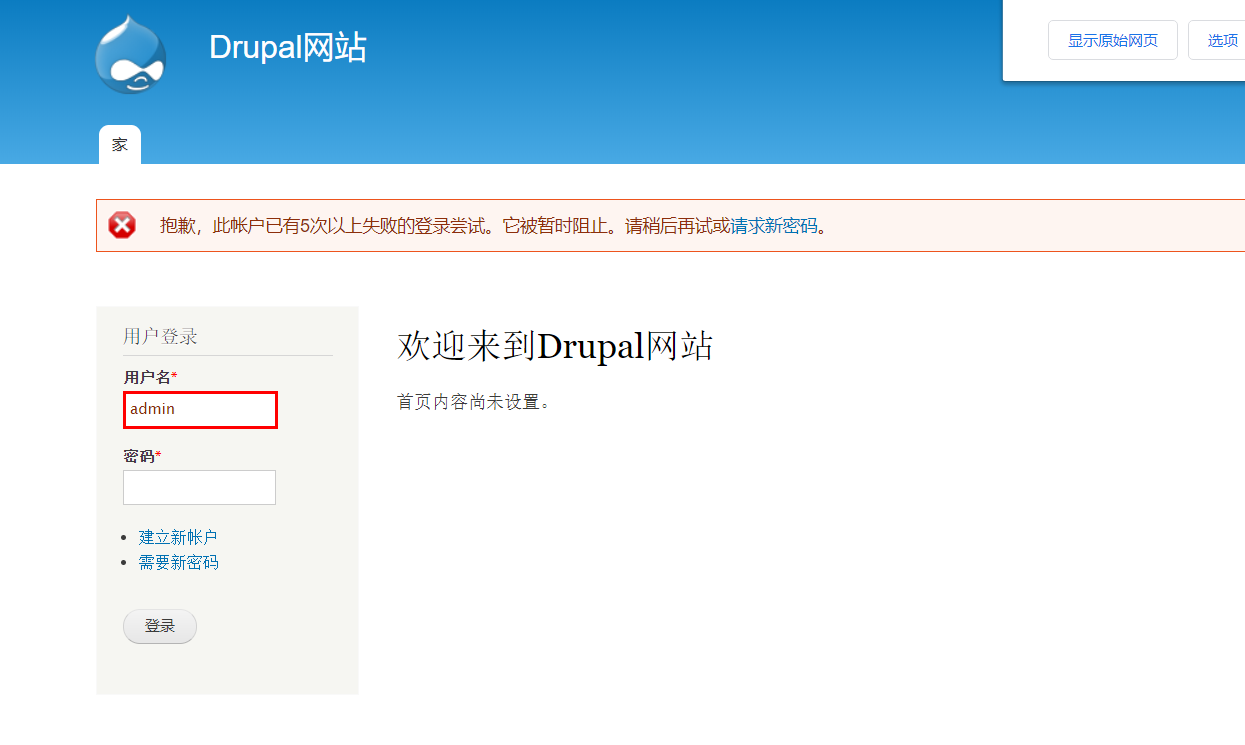 Drupal网站
显示原始网页
选项
家
抱歉，此帐户已有5次以上失败的登录尝试。它被暂时阻止。请稍后再试或请求新密码。
用户登录
用户名*
admin
密码*
建立新帐户
需要新密码
登录
欢迎来到Drupal网站
首页内容尚未设置。